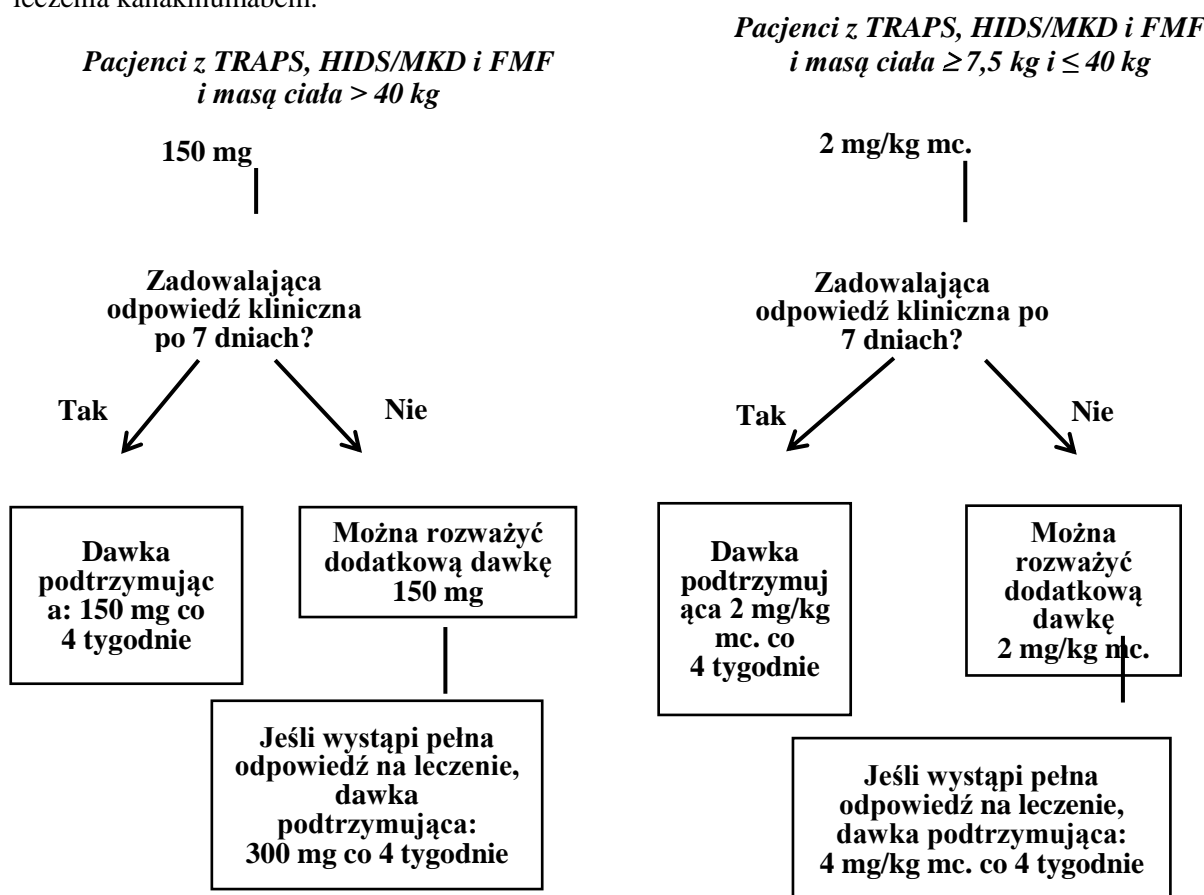 leczenia kanakinumabem.
Pacjenci z TRAPS, HIDS/MKD i FMF
i masą ciała > 40 kg
150 mg
Zadowalająca
odpowiedź kliniczna
po 7 dniach?
Tak
Nie
Dawka
podtrzymując
a: 150 mg co
4 tygodnie
Można rozważyć
dodatkową dawkę
150 mg
Jeśli wystąpi pełna
odpowiedź na leczenie,
dawka
podtrzymująca:
300 mg co 4 tygodnie
Pacjenci z TRAPS, HIDS/MKD i FMF
i masą ciała ≥ 7,5 kg i ≤ 40 kg
2 mg/kg mc.
Zadowalająca
odpowiedź kliniczna po
7 dniach?
Tak
Nie
Dawka
podtrzymuj
ąca 2 mg/kg
mc. co
4 tygodnie
Można
rozważyć
dodatkową
dawkę
2 mg/kg mc.
Jeśli wystąpi pełna
odpowiedź na leczenie,
dawka podtrzymująca:
4 mg/kg mc. co 4 tygodnie